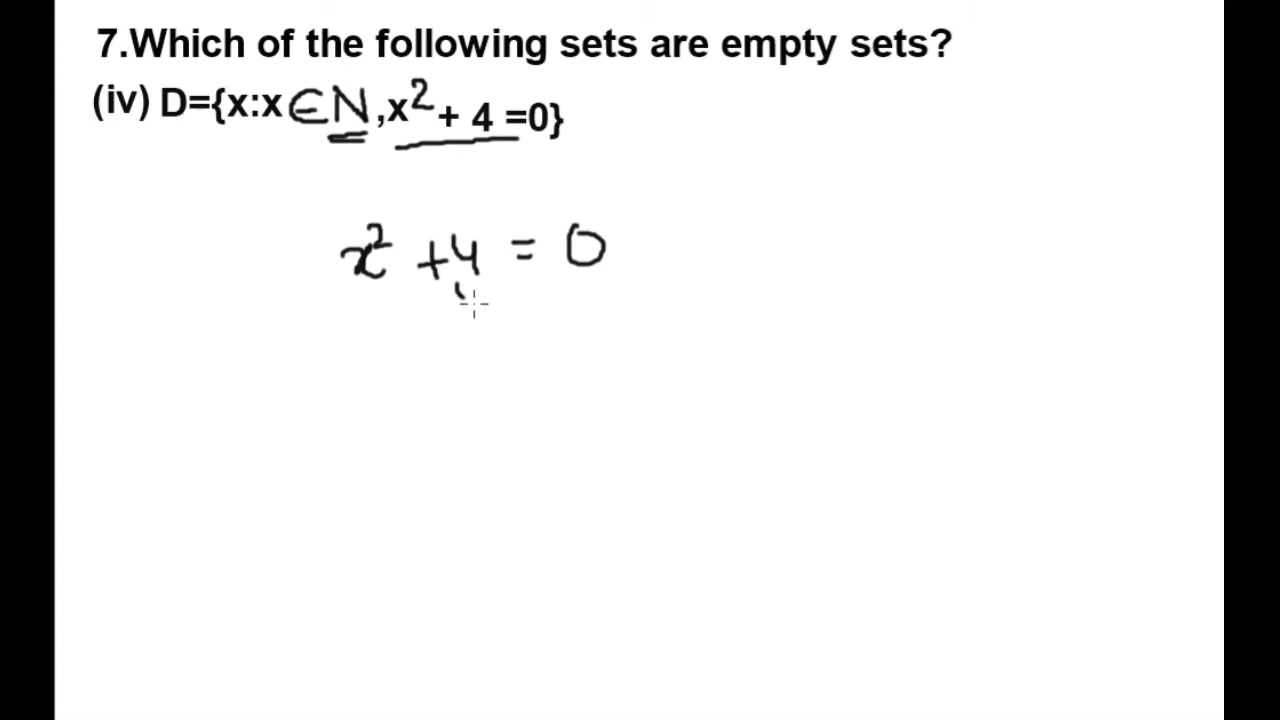 7.Which of the following sets are empty sets?
(iv) D={x:x∈N,x²+ 4 =0}
x² +4 = 0